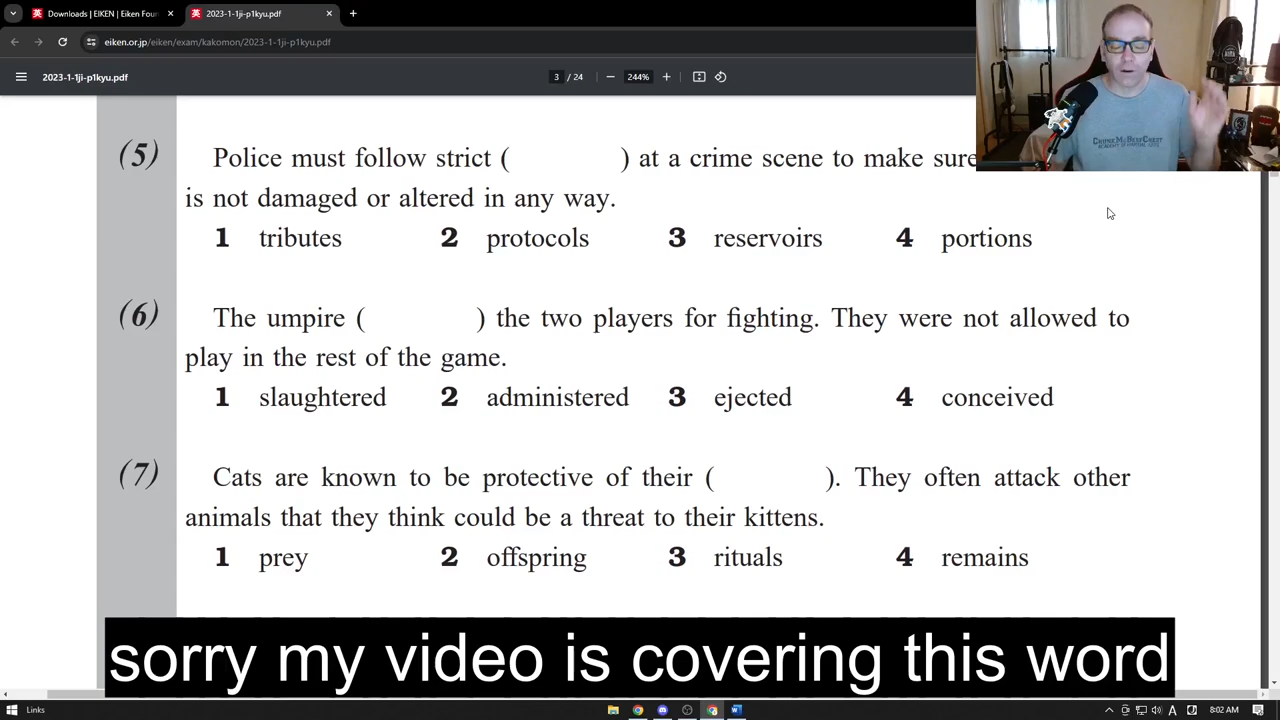 Downloads | EIKEN | Eiken Foun
2023-1-1ji-p1kyu.pdf
eiken.or.jp/eiken/exam/kakomon/2023-1-1ji-p1kyu.pdf
2023-1-1ji-p1kyu.pdf
3 / 24
244%
(5) Police must follow strict ( ) at a crime scene to make sure
is not damaged or altered in any way.
1 tributes 2 protocols 3 reservoirs 4 portions
(6) The umpire ( ) the two players for fighting. They were not allowed to
play in the rest of the game.
1 slaughtered 2 administered 3 ejected 4 conceived
(7) Cats are known to be protective of their ( ). They often attack other
animals that they think could be a threat to their kittens.
1 prey 2 offspring 3 rituals 4 remains
sorry my video is covering this word
Links
8:02 AM